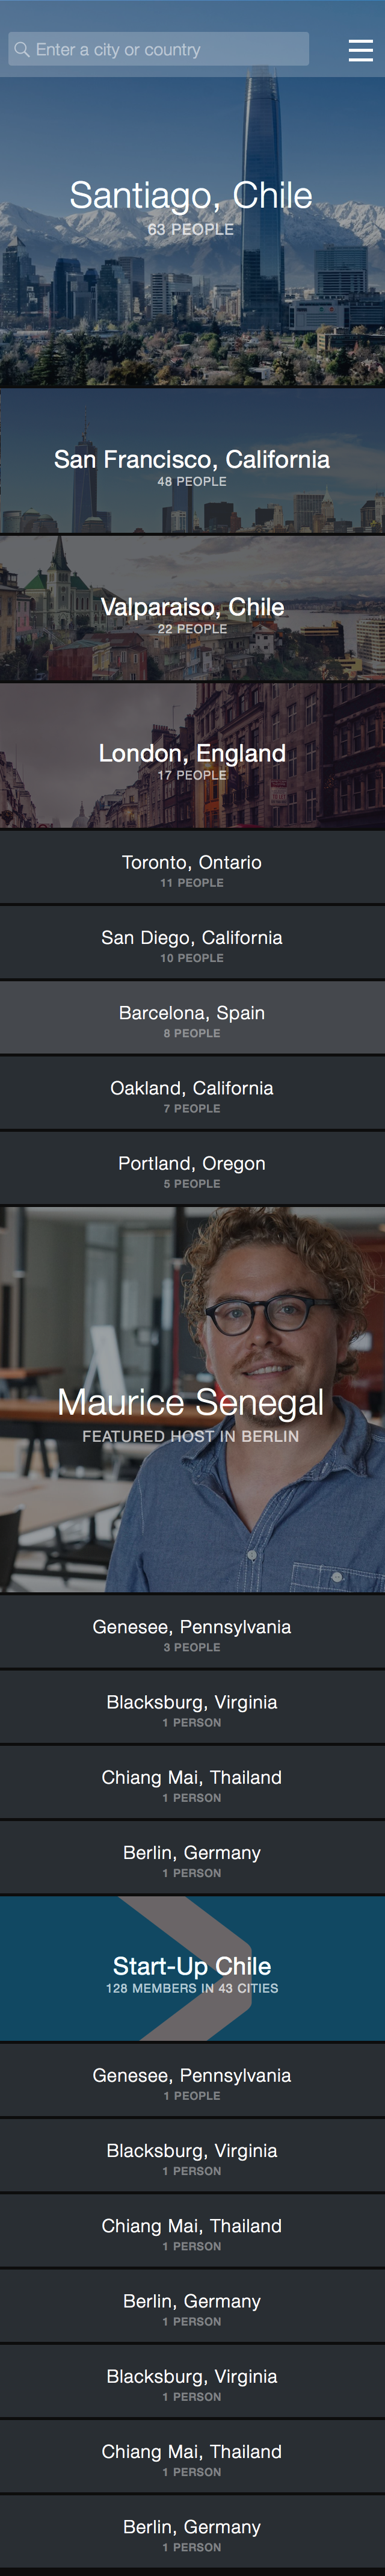 Enter a city or country
Santiago, Chile
63 PEOPLE
San Francisco, California
48 PEOPLE
Valparaiso, Chile
22 PEOPLE
London, England
17 PEOPLE
Toronto, Ontario
11 PEOPLE
San Diego, California
10 PEOPLE
Barcelona, Spain
8 PEOPLE
Oakland, California
7 PEOPLE
Portland, Oregon
5 PEOPLE
Maurice Senegal
FEATURED HOST IN BERLIN
Genesee, Pennsylvania
3 PEOPLE
Blacksburg, Virginia
1 PERSON
Chiang Mai, Thailand
1 PERSON
Berlin, Germany
1 PERSON
Start-Up Chile
128 MEMBERS IN 43 CITIES
Genesee, Pennsylvania
1 PEOPLE
Blacksburg, Virginia
1 PERSON
Chiang Mai, Thailand
1 PERSON
Berlin, Germany
1 PERSON
Blacksburg, Virginia
1 PERSON
Chiang Mai, Thailand
1 PERSON
Berlin, Germany
1 PERSON